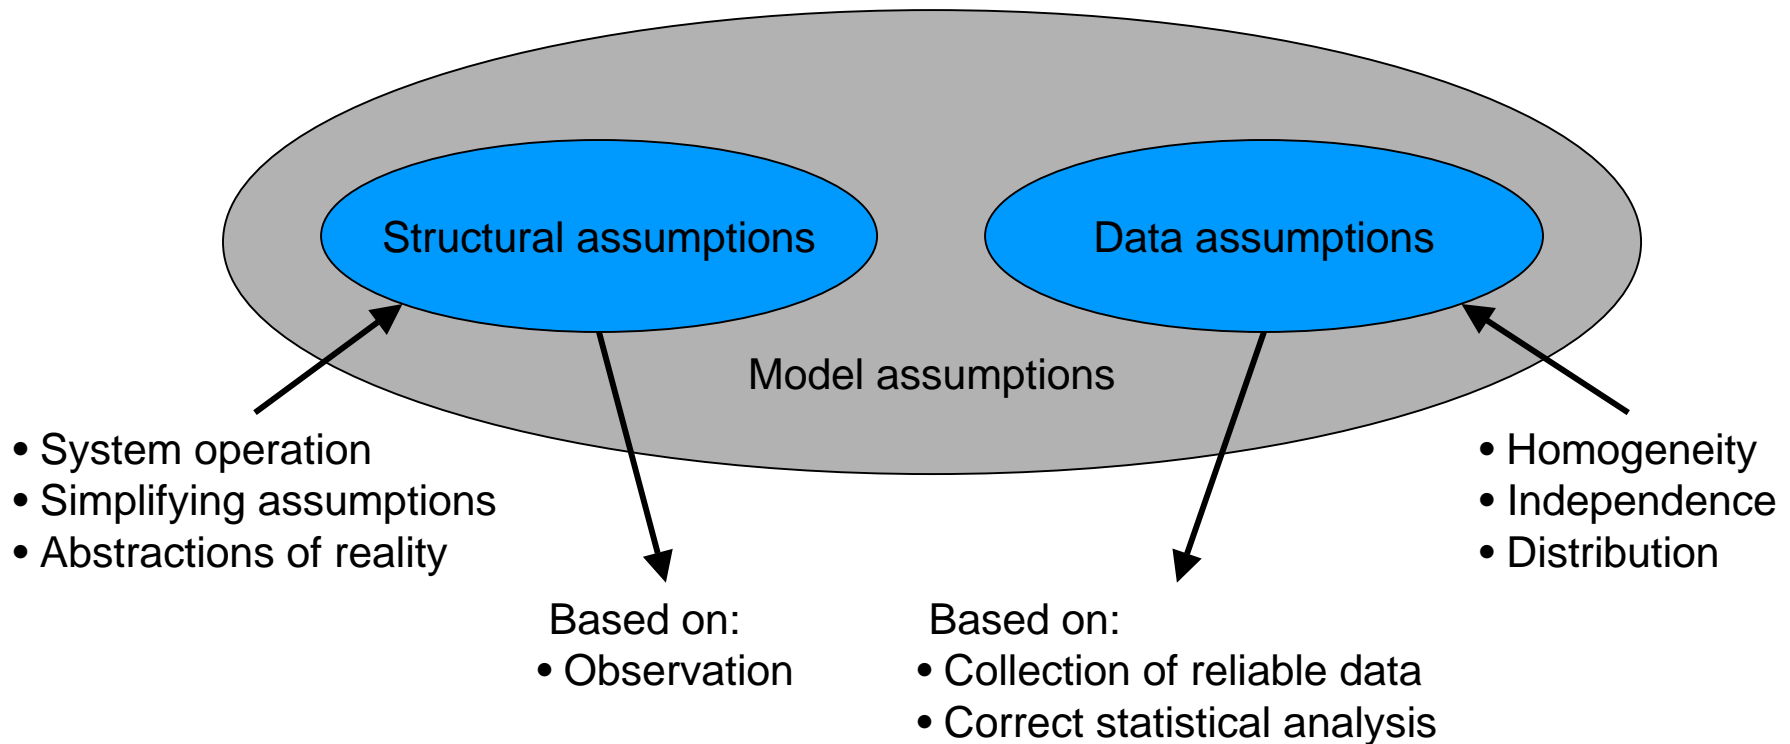 Structural assumptions
Data assumptions
Model assumptions
• System operation
• Simplifying assumptions
• Abstractions of reality
• Homogeneity
• Independence
• Distribution
Based on:
• Observation
Based on:
• Collection of reliable data
• Correct statistical analysis